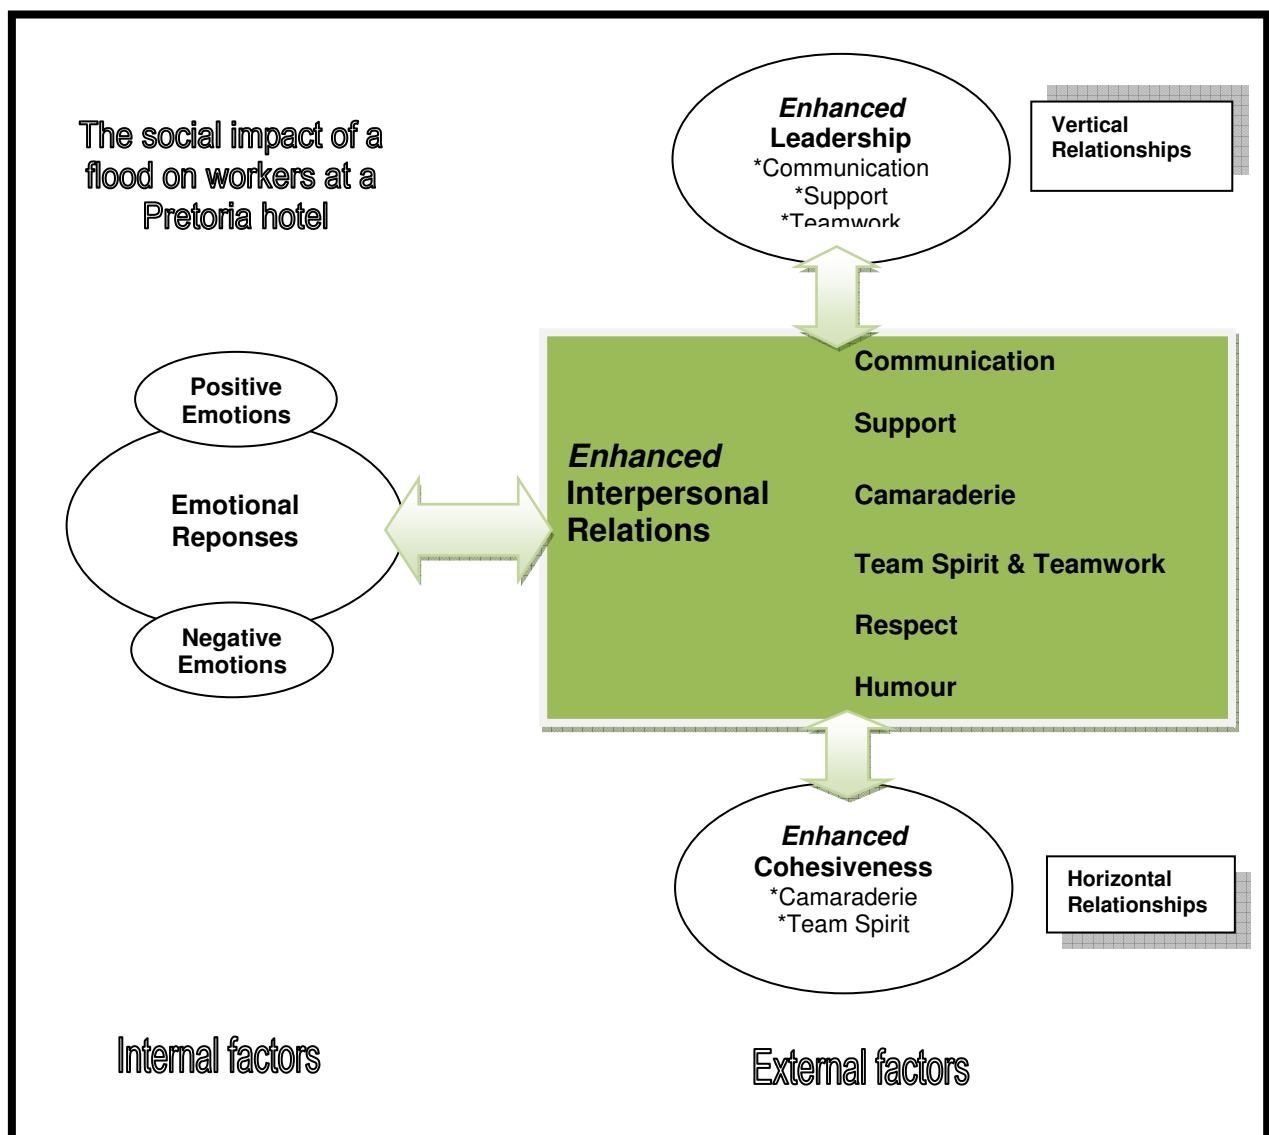 The social impact of a
flood on workers at a
Pretoria hotel
Enhanced
Leadership
*Communication
*Support
*Teamwork
Vertical
Relationships
Positive
Emotions
Emotional
Reponses
Negative
Emotions
Enhanced
Interpersonal
Relations
Communication
Support
Camaraderie
Team Spirit & Teamwork
Respect
Humour
Enhanced
Cohesiveness
*Camaraderie
*Team Spirit
Horizontal
Relationships
Internal factors
External factors